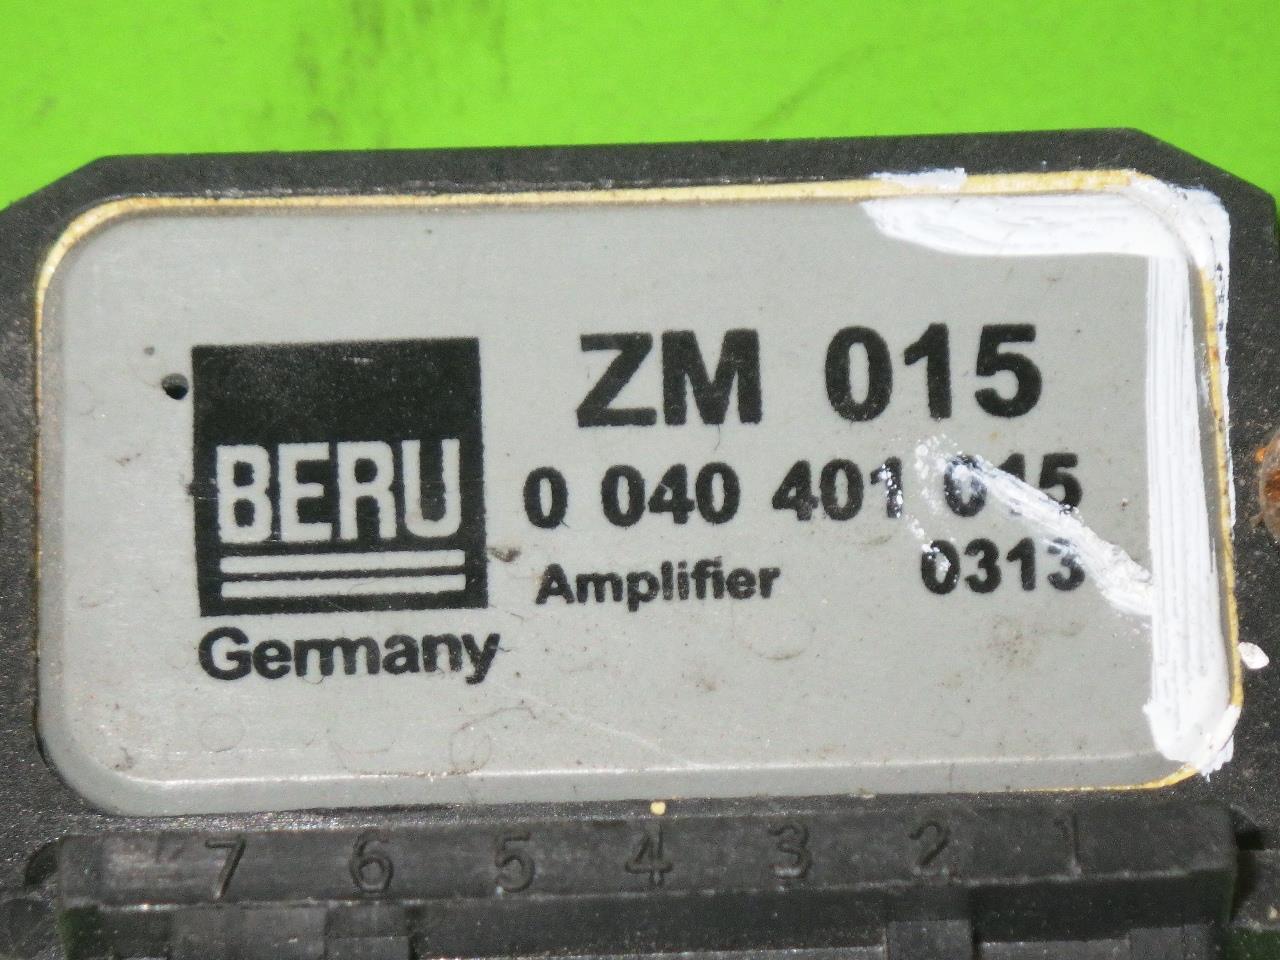 BERU
Germany
ZM 015
0 040 401 015
Amplifier 0313
7 6 5 4 3 2 1